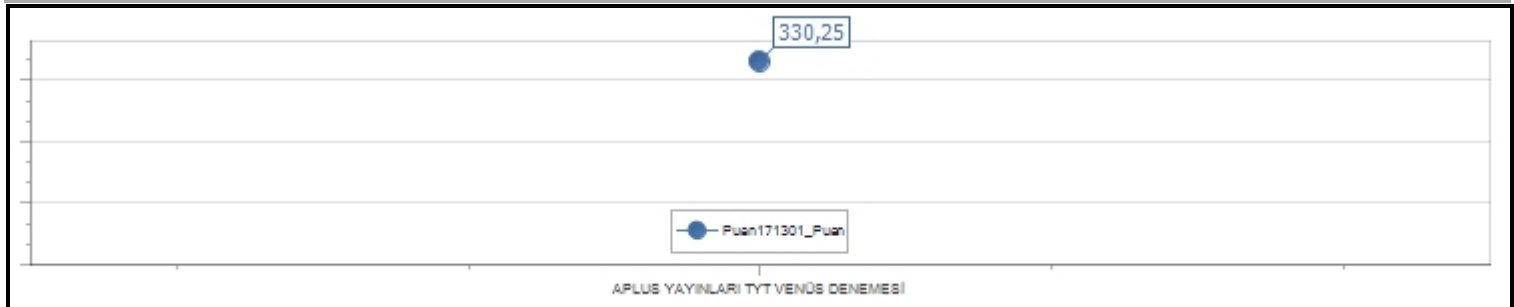 330,25
Puan171301_Puan
APLUS YAYINLARI TYT VENÜS DENEMESİ